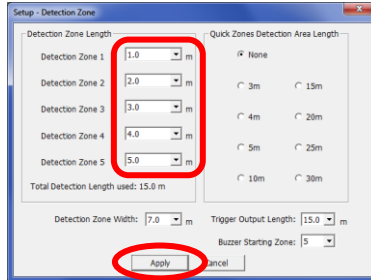 Setup - Detection Zone
Detection Zone Length
Detection Zone 1 1.0 m
Detection Zone 2 2.0 m
Detection Zone 3 3.0 m
Detection Zone 4 4.0 m
Detection Zone 5 5.0 m
Total Detection Length used: 15.0 m
Quick Zones Detection Area Length
None
3m 15m
4m 20m
5m 25m
10m 30m
Detection Zone Width: 7.0 m
Trigger Output Length: 15.0 m
Buzzer Starting Zone: 5
Apply
Cancel